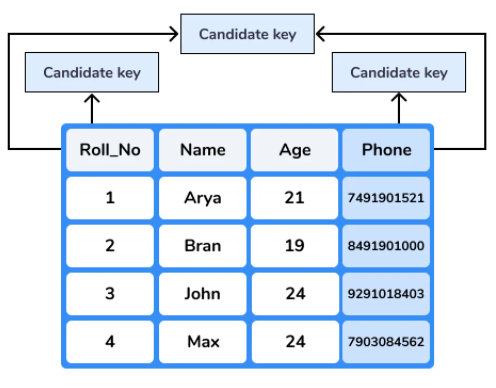 Candidate key
Candidate key Candidate key
Roll_No Name Age Phone
1 Arya 21 7491901521
2 Bran 19 8491901000
3 John 24 9291018403
4 Max 24 7903084562